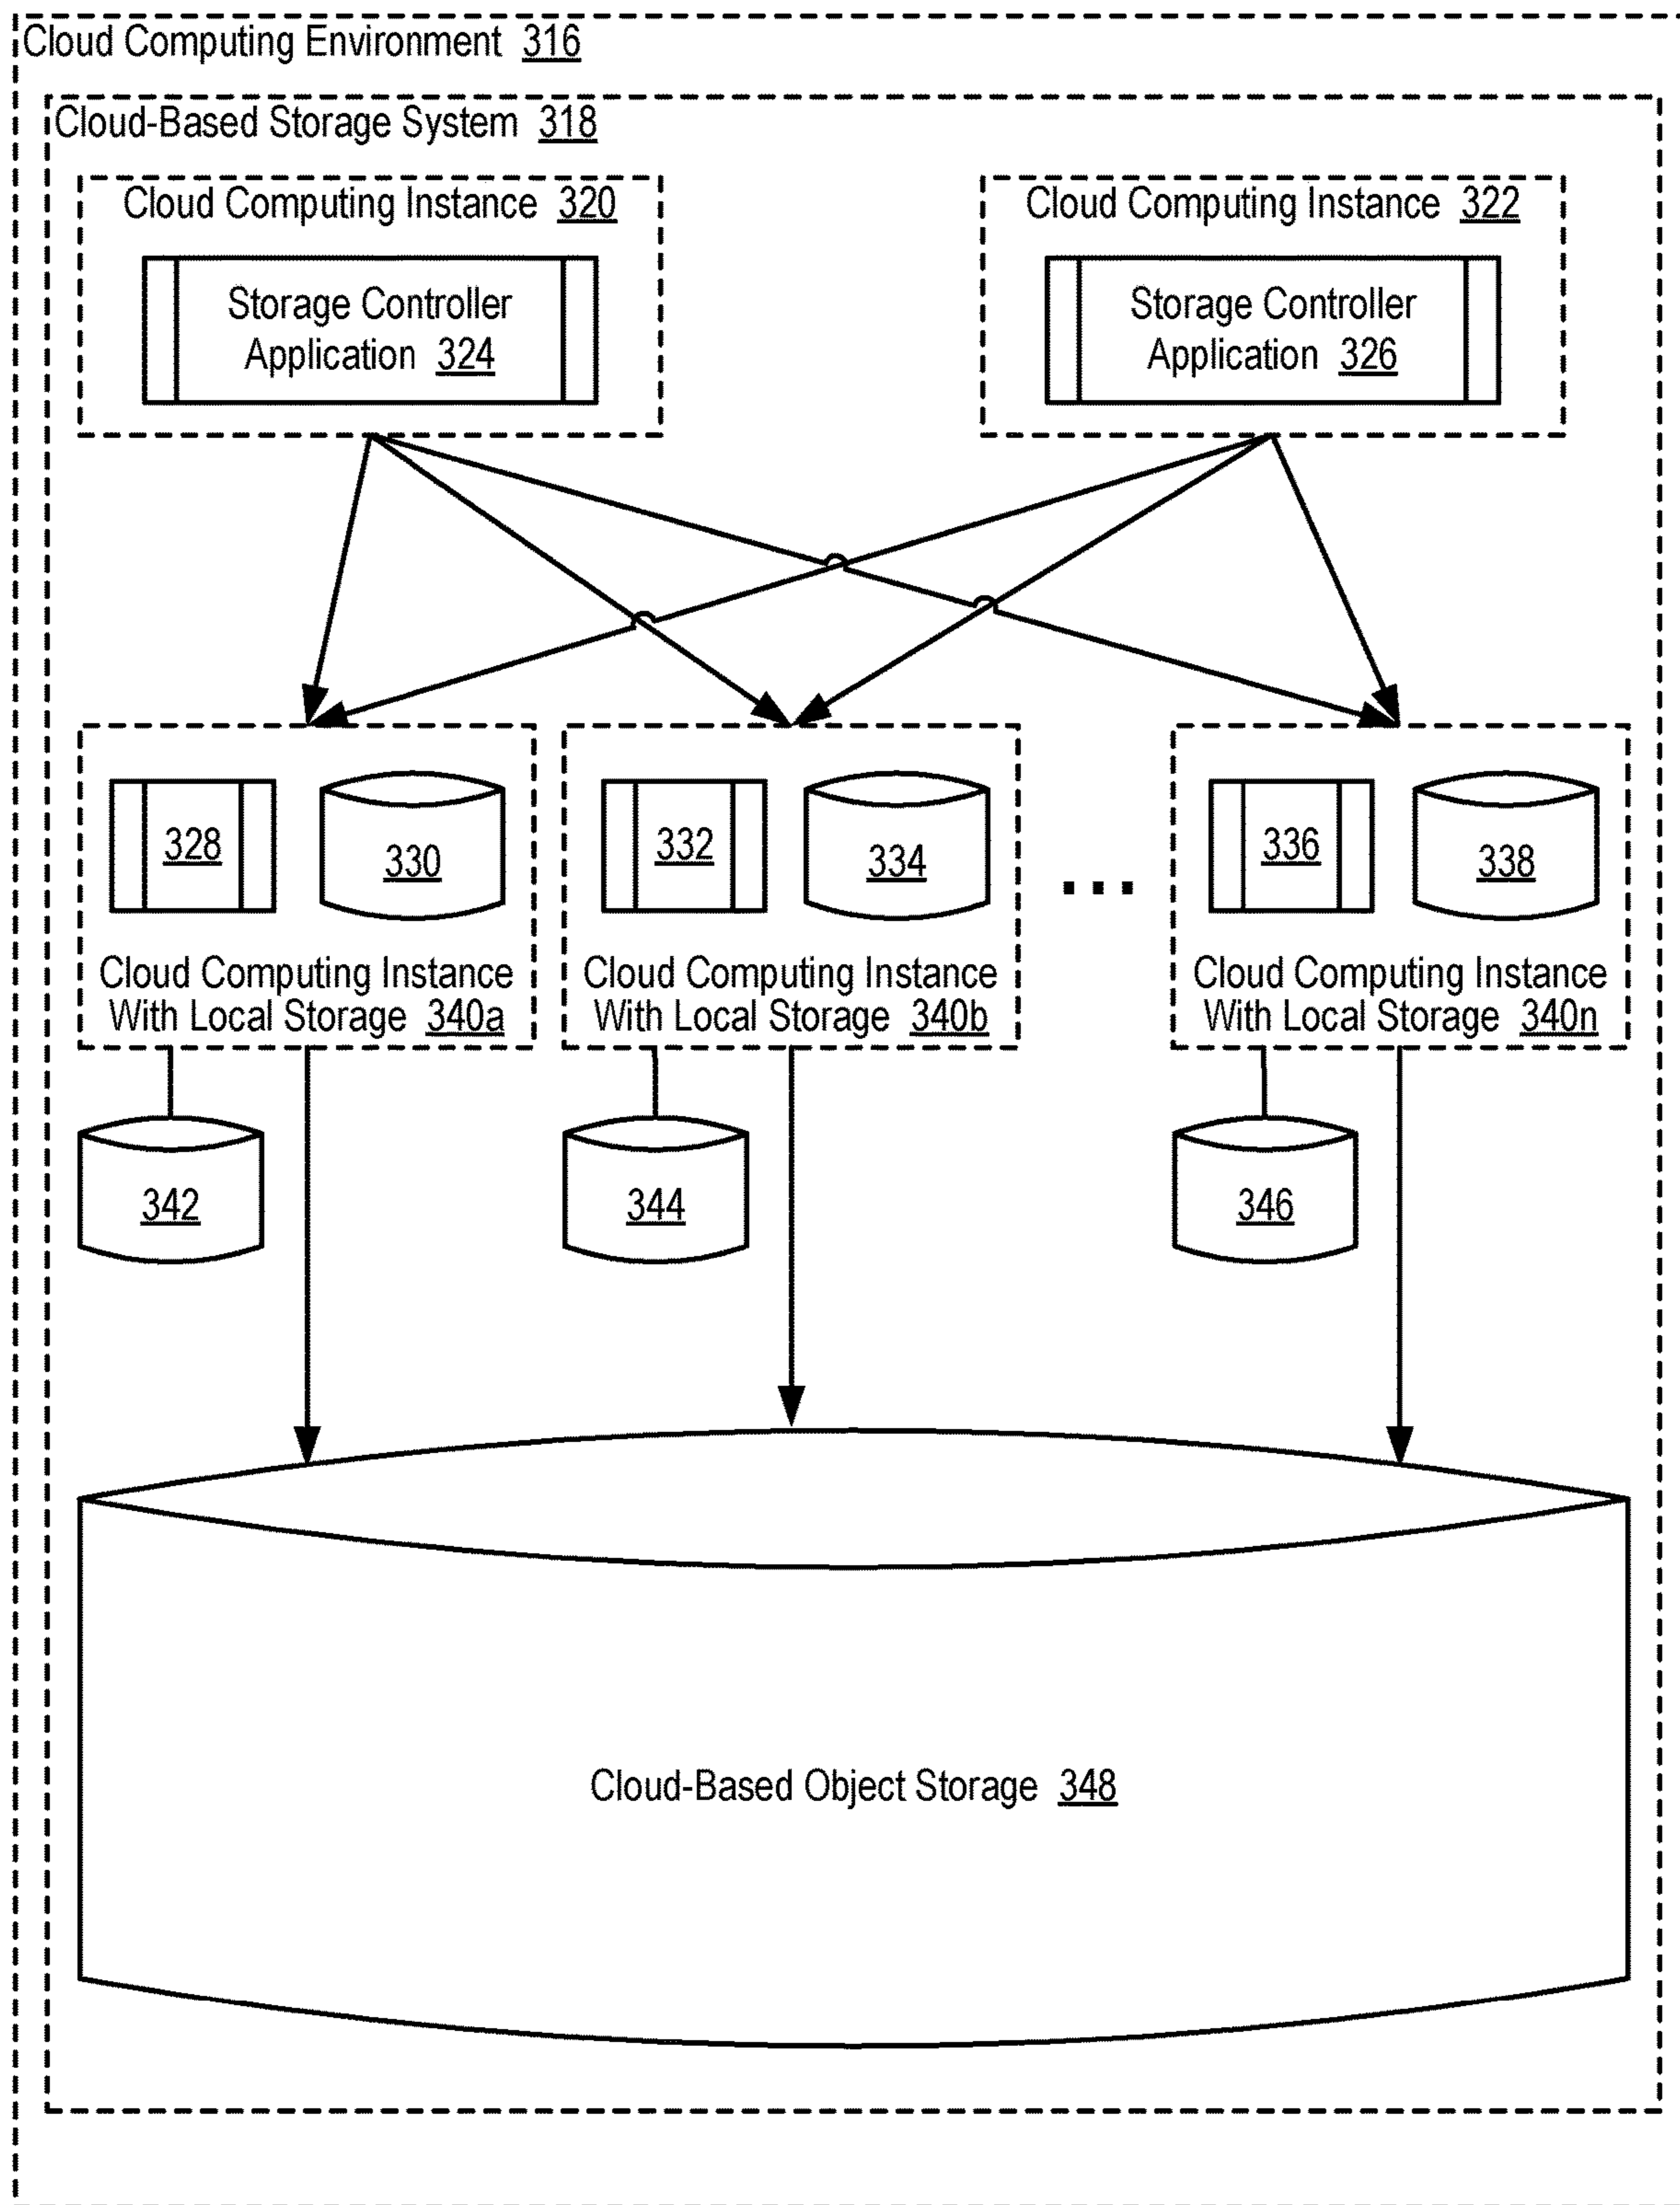 Cloud Computing Environment 316
Cloud-Based Storage System 318
Cloud Computing Instance 320
Storage Controller
Application 324
Cloud Computing Instance 322
Storage Controller
Application 326
328
330
Cloud Computing Instance
With Local Storage 340a
332
334
Cloud Computing Instance
With Local Storage 340b
...
336
338
Cloud Computing Instance
With Local Storage 340n
342
344
346
Cloud-Based Object Storage 348